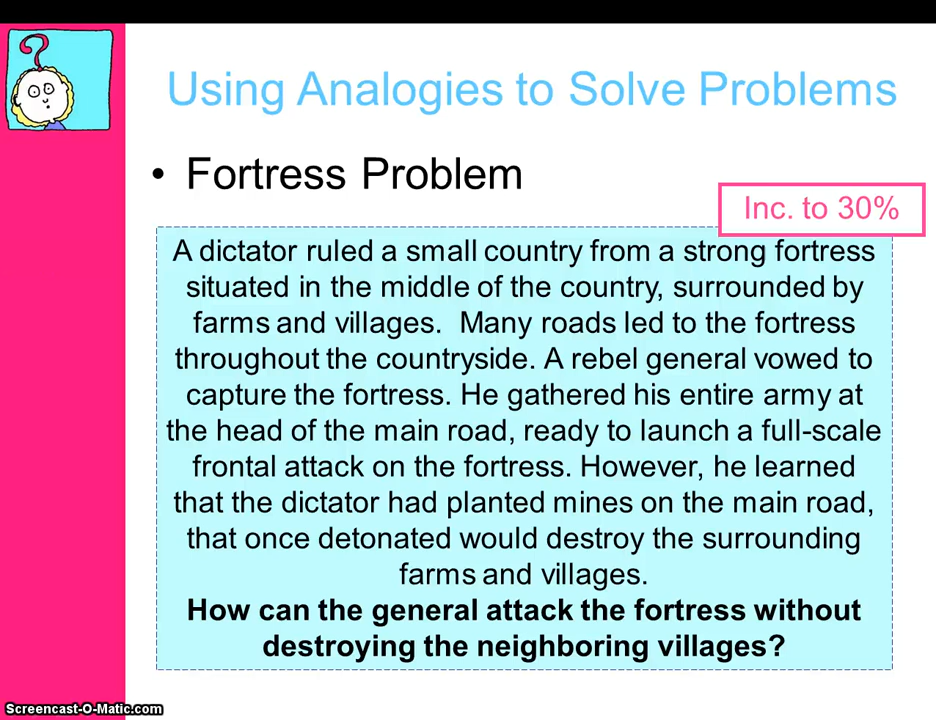 Using Analogies to Solve Problems
• Fortress Problem
Inc. to 30%
A dictator ruled a small country from a strong fortress
situated in the middle of the country, surrounded by
farms and villages.  Many roads led to the fortress
throughout the countryside. A rebel general vowed to
capture the fortress. He gathered his entire army at
the head of the main road, ready to launch a full-scale
frontal attack on the fortress. However, he learned
that the dictator had planted mines on the main road,
that once detonated would destroy the surrounding
farms and villages.
How can the general attack the fortress without
destroying the neighboring villages?
Screencast-O-Matic.com